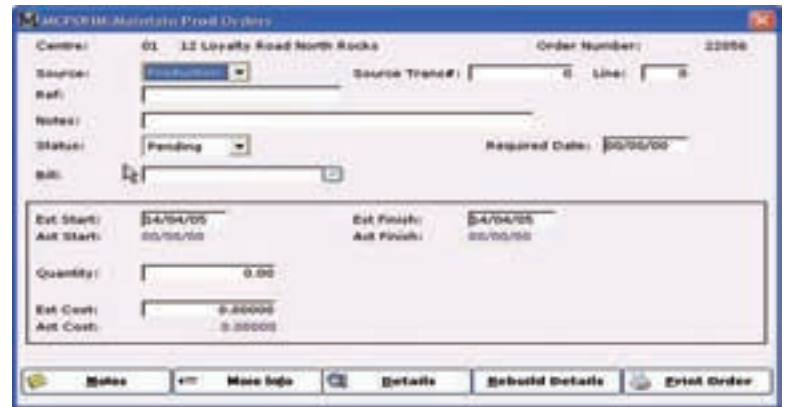 Maintain Prod Orders
Centre: 01 12 Loyalty Road North Rocks Order Number: 22056
Source: Production Source Trans#: 0 Line: 0
Ref:
Notes:
Status: Pending Required Date: 00/00/00
Bill:
Est Start: 14/04/05 Est Finish: 14/04/05
Act Start: 00/00/00 Act Finish: 00/00/00
Quantity: 0.00
Est Cost: 0.00000
Act Cost: 0.00000
Notes More Info Details Rebuild Details Print Order